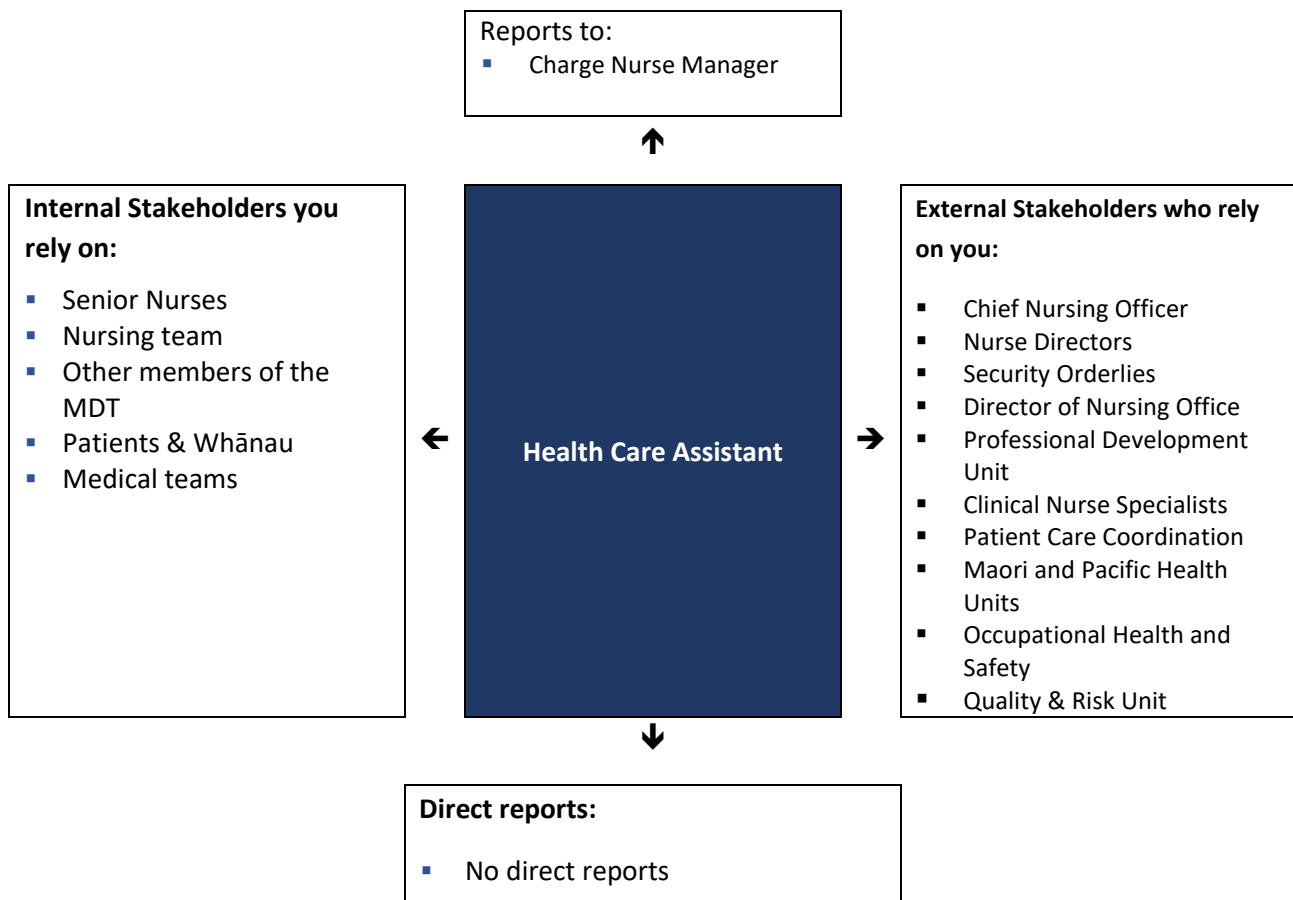 Reports to:
▪ Charge Nurse Manager
Internal Stakeholders you
rely on:
▪ Senior Nurses
▪ Nursing team
▪ Other members of the
MDT
▪ Patients & Whānau
▪ Medical teams
Health Care Assistant
External Stakeholders who rely
on you:
▪ Chief Nursing Officer
▪ Nurse Directors
▪ Security Orderlies
▪ Director of Nursing Office
▪ Professional Development
Unit
▪ Clinical Nurse Specialists
▪ Patient Care Coordination
▪ Maori and Pacific Health
Units
▪ Occupational Health and
Safety
▪ Quality & Risk Unit
Direct reports:
▪ No direct reports